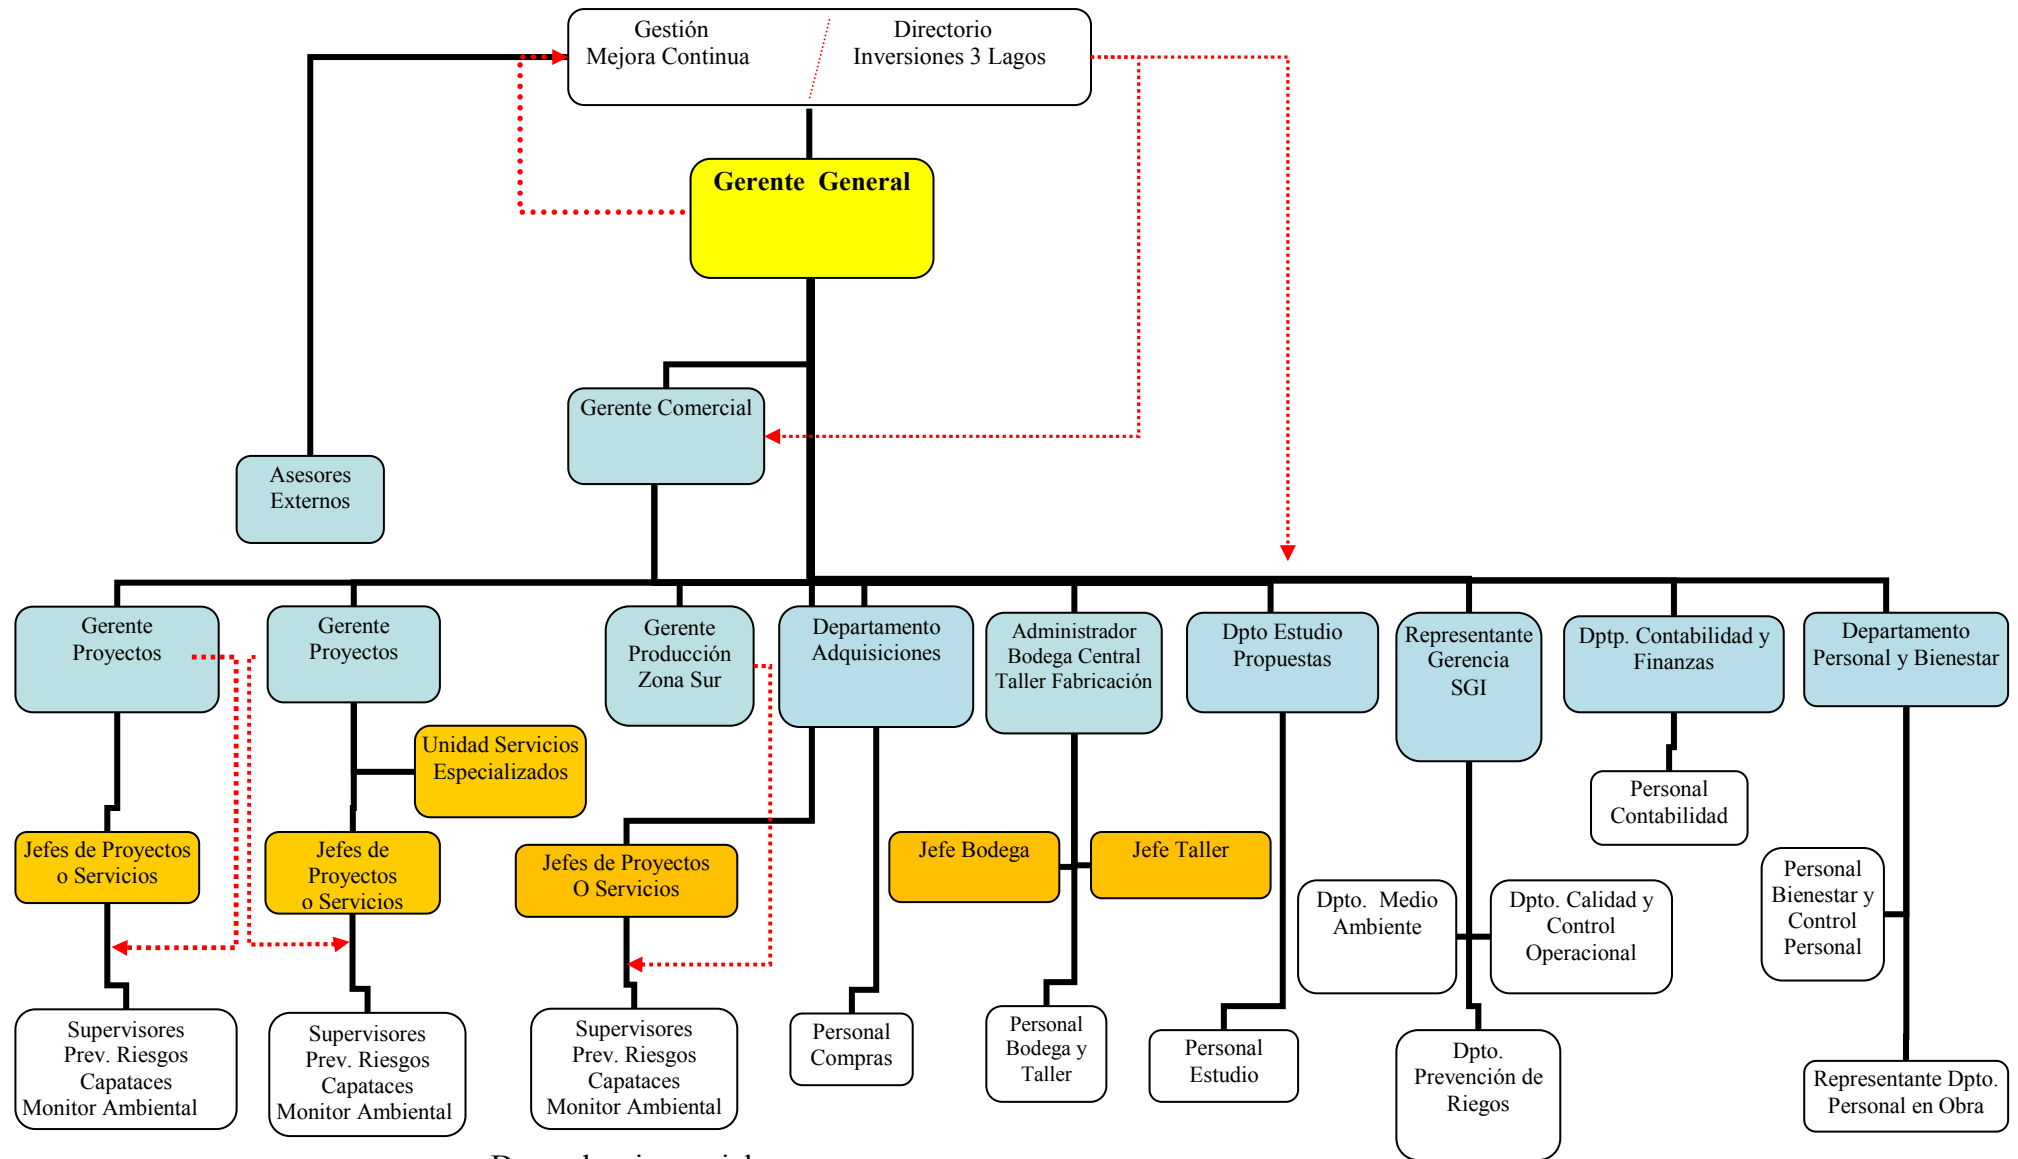 Gestión
Mejora Continua
Directorio
Inversiones 3 Lagos
Gerente General
Gerente Comercial
Asesores
Externos
Gerente
Proyectos
Gerente
Proyectos
Gerente
Producción
Zona Sur
Departamento
Adquisiciones
Administrador
Bodega Central
Taller Fabricación
Dpto Estudio
Propuestas
Representante
Gerencia
SGI
Dptp. Contabilidad y
Finanzas
Departamento
Personal y Bienestar
Unidad Servicios
Especializados
Personal
Contabilidad
Jefes de Proyectos
o Servicios
Jefes de
Proyectos
o Servicios
Jefes de Proyectos
O Servicios
Jefe Bodega
Jefe Taller
Dpto. Medio
Ambiente
Dpto. Calidad y
Control
Operacional
Personal
Bienestar y
Control
Personal
Supervisores
Prev. Riesgos
Capataces
Monitor Ambiental
Supervisores
Prev. Riesgos
Capataces
Monitor Ambiental
Supervisores
Prev. Riesgos
Capataces
Monitor Ambiental
Personal
Compras
Personal
Bodega y
Taller
Personal
Estudio
Dpto.
Prevención de
Riegos
Representante Dpto.
Personal en Obra